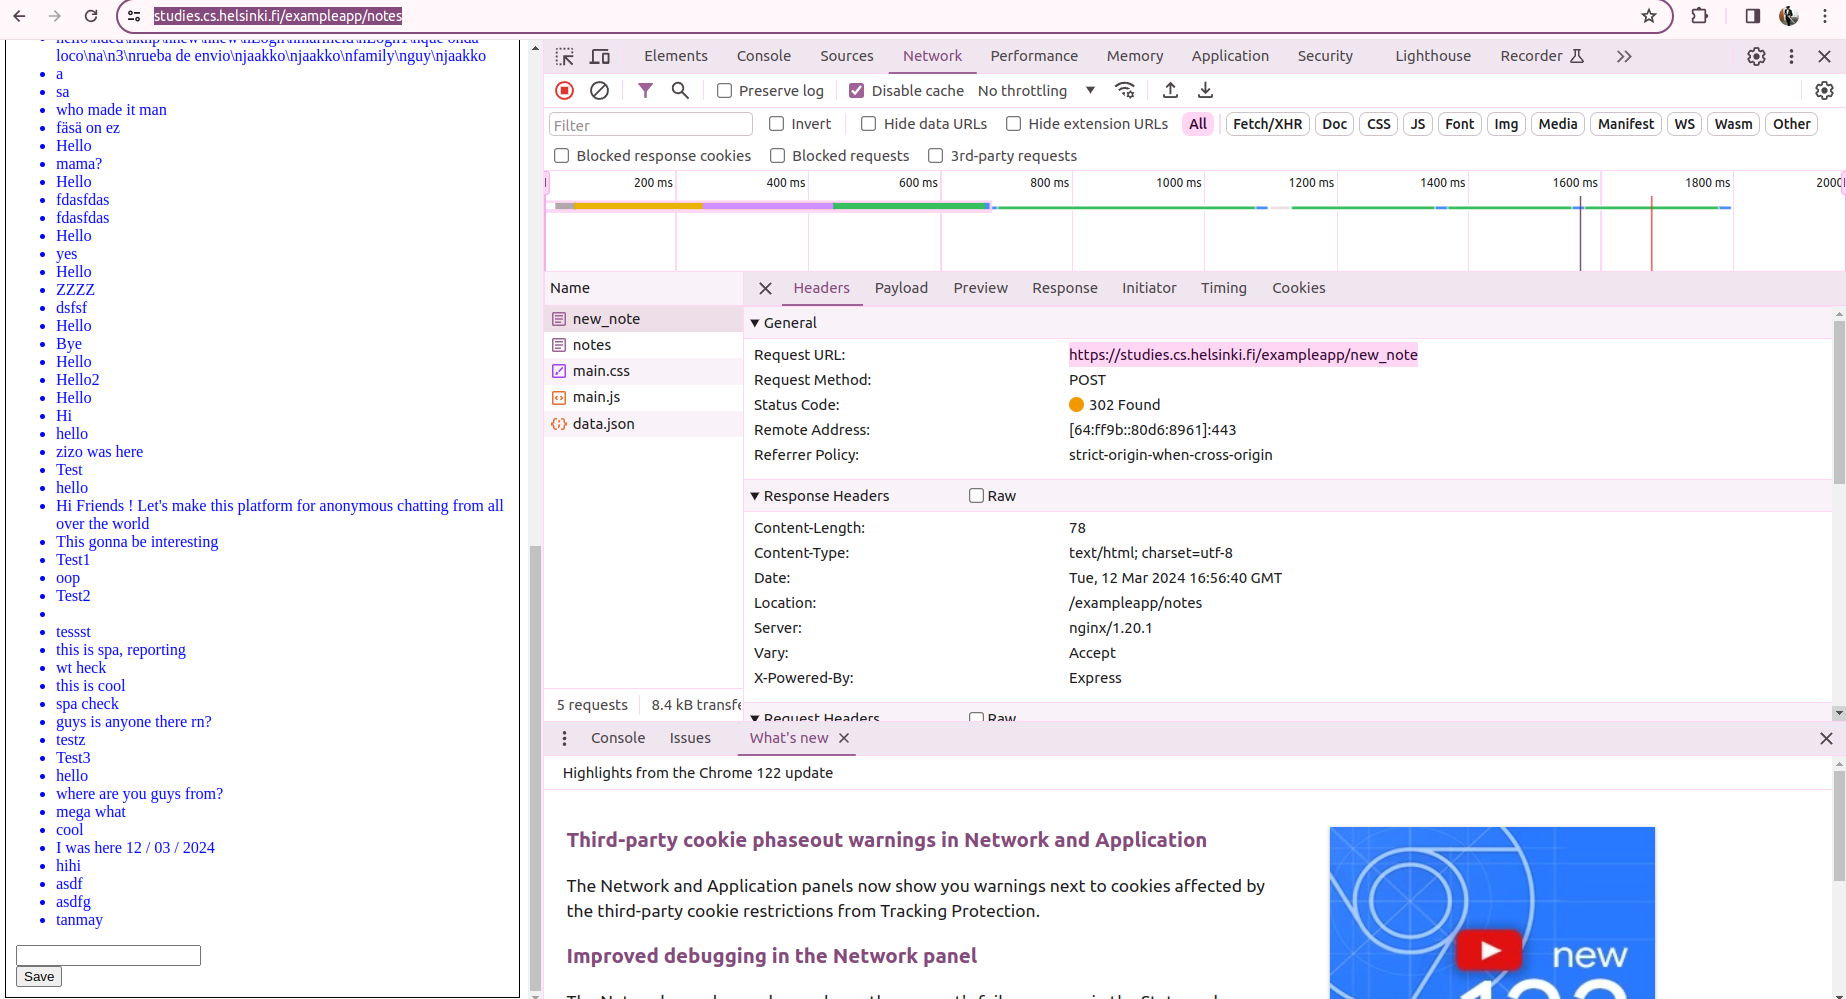 studies.cs.helsinki.fi/exampleapp/notes
loco\na\n3\nrueba de envio\njaakko\njaakko\nfamily\nguy\njaakko
a
sa
who made it man
fäsä on ez
Hello
mama?
Hello
fdasfdas
fdasfdas
Hello
yes
Hello
ZZZZ
dsfsf
Hello
Bye
Hello
Hello2
Hello
Hi
hello
zizo was here
Test
hello
Hi Friends ! Let's make this platform for anonymous chatting from all
over the world
This gonna be interesting
Test1
oop
Test2
tessst
this is spa, reporting
wt heck
this is cool
spa check
guys is anyone there rn?
testz
Test3
hello
where are you guys from?
mega what
cool
I was here 12 / 03 / 2024
hihi
asdf
asdfg
tanmay
Save
Elements Console Sources Network Performance Memory Application Security Lighthouse Recorder
Preserve log Disable cache No throttling
Filter Invert Hide data URLs Hide extension URLs All Fetch/XHR Doc CSS JS Font Img Media Manifest WS Wasm Other
Blocked response cookies Blocked requests 3rd-party requests
200 ms 400 ms 600 ms 800 ms 1000 ms 1200 ms 1400 ms 1600 ms 1800 ms 2000
Name
new_note
notes
main.css
main.js
data.json
5 requests 8.4 kB transfe
Headers Payload Preview Response Initiator Timing Cookies
General
Request URL: https://studies.cs.helsinki.fi/exampleapp/new_note
Request Method: POST
Status Code: 302 Found
Remote Address: [64:ff9b::80d6:8961]:443
Referrer Policy: strict-origin-when-cross-origin
Response Headers Raw
Content-Length: 78
Content-Type: text/html; charset=utf-8
Date: Tue, 12 Mar 2024 16:56:40 GMT
Location: /exampleapp/notes
Server: nginx/1.20.1
Vary: Accept
X-Powered-By: Express
Request Headers Raw
Console Issues What's new
Highlights from the Chrome 122 update
Third-party cookie phaseout warnings in Network and Application
The Network and Application panels now show you warnings next to cookies affected by
the third-party cookie restrictions from Tracking Protection.
Improved debugging in the Network panel
new
122